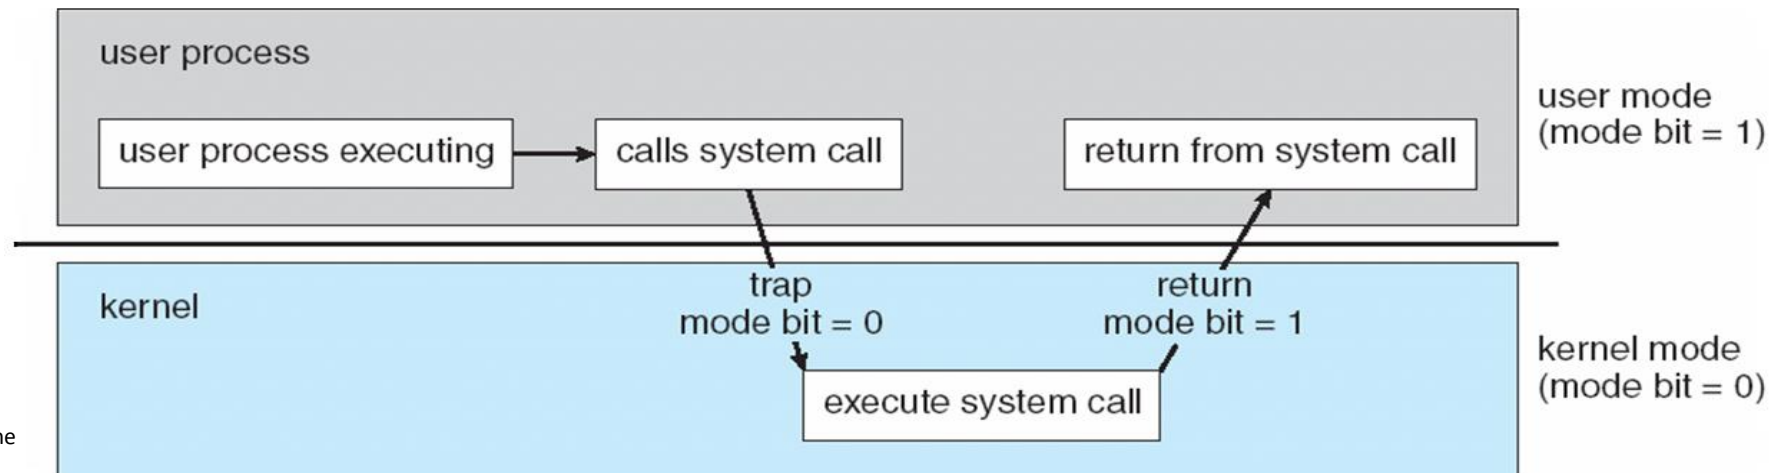 user process
user mode
(mode bit = 1)
user process executing
calls system call
return from system call
trap
mode bit = 0
return
mode bit = 1
kernel
kernel mode
(mode bit = 0)
execute system call